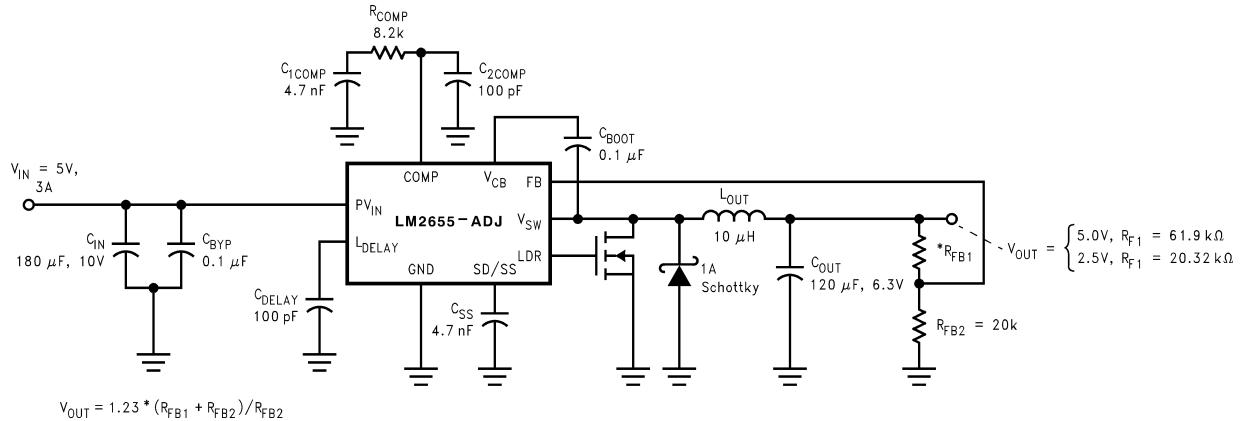 R_COMP
8.2k
C_1COMP
4.7 nF
C_2COMP
100 pF
C_BOOT
0.1 μF
V_IN = 5V,
3A
COMP
V_CB
FB
PV_IN
LM2655-ADJ
V_SW
L_DELAY
LDR
GND
SD/SS
C_IN
180 μF, 10V
C_BYP
0.1 μF
C_DELAY
100 pF
C_SS
4.7 nF
1A
Schottky
L_OUT
10 μH
C_OUT
120 μF, 6.3V
*R_FB1
R_FB2 = 20k
V_OUT = { 5.0V, R_F1 = 61.9 kΩ
2.5V, R_F1 = 20.32 kΩ
V_OUT = 1.23 * (R_FB1 + R_FB2)/R_FB2